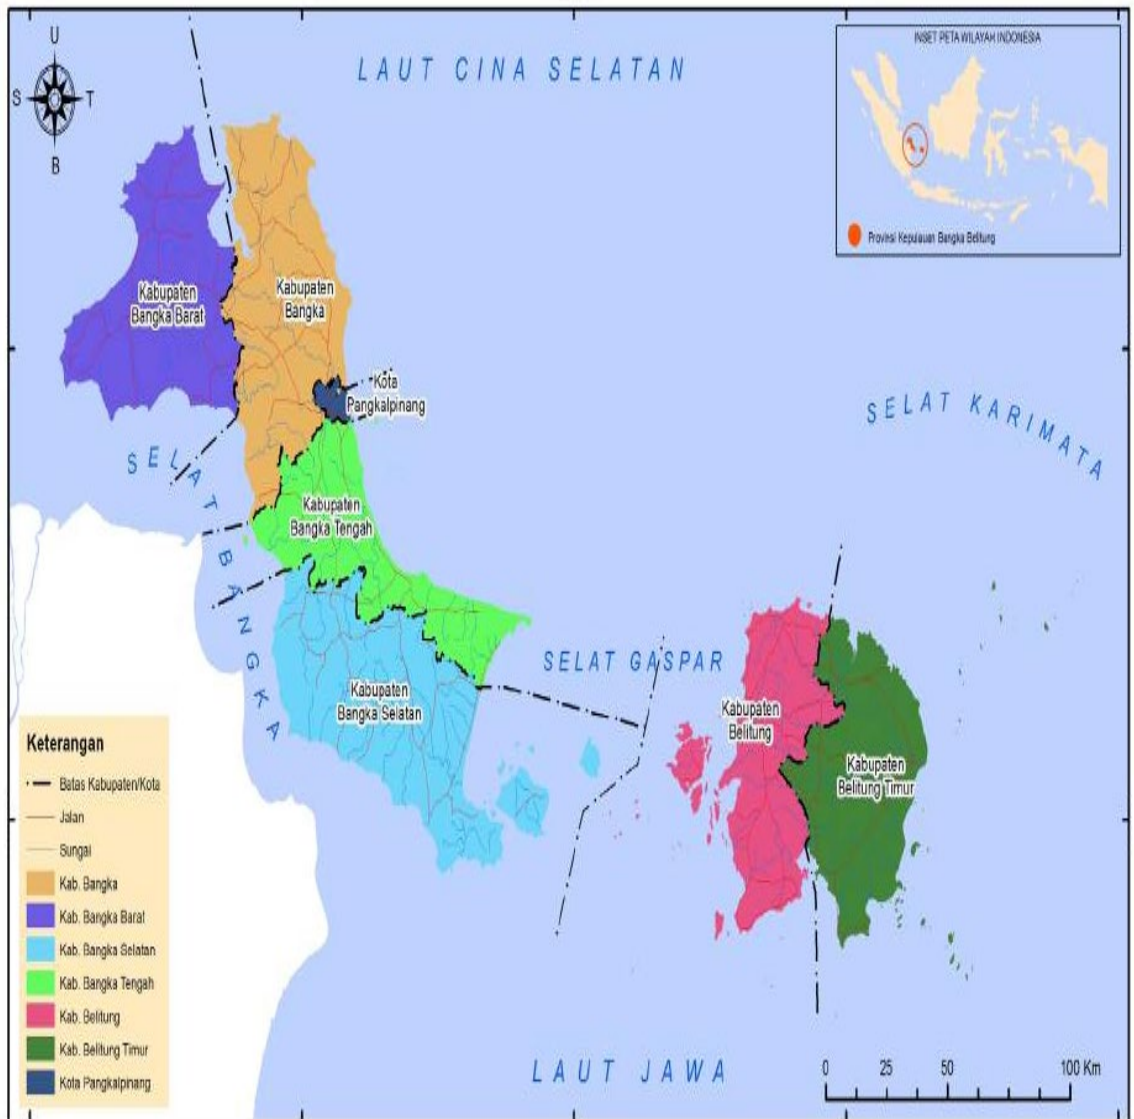 U
S
T
B
LAUT CINA SELATAN
INSET PETA WILAYAH INDONESIA
Provinsi Kepulauan Bangka Belitung
Kabupaten
Bangka Barat
Kabupaten
Bangka
Kota
Pangkalpinang
SELAT KARIMATA
SELAT BANGKA
Kabupaten
Bangka Tengah
SELAT GASPAR
Kabupaten
Bangka Selatan
Kabupaten
Belitung
Kabupaten
Belitung Timur
Keterangan
Batas Kabupaten/Kota
Jalan
Sungai
Kab. Bangka
Kab. Bangka Barat
Kab. Bangka Selatan
Kab. Bangka Tengah
Kab. Belitung
Kab. Belitung Timur
Kota Pangkalpinang
LAUT JAWA
0 25 50 100 Km